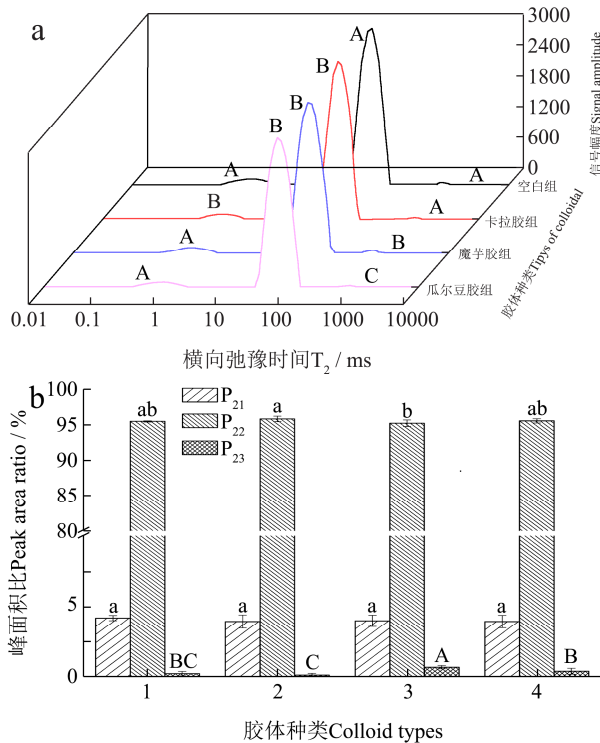 a
3000
2400
1800
1200
600
0
信号幅度Signal amplitude
A
B
B
B
A
A
B
A
A
B
A
C
空白组
卡拉胶组
魔芋胶组
瓜尔豆胶组
胶体种类Tipys of colloidal
0.01 0.1 1 10 100 1000 10000
横向弛豫时间T2 / ms
b
100
95
90
85
80
5
0
峰面积比Peak area ratio / %
P21
P22
P23
ab a b ab
a a a a
BC C A B
1 2 3 4
胶体种类Colloid types